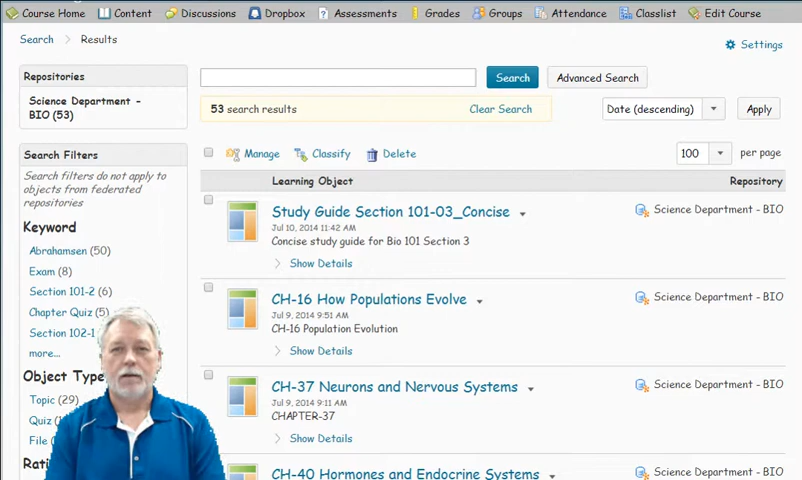 Course Home Content Discussions Dropbox Assessments Grades Groups Attendance Classlist Edit Course
Search Results
Settings
Repositories
Science Department -
BIO (53)
Search Advanced Search
53 search results Clear Search
Date (descending) Apply
Search Filters
Search filters do not apply to
objects from federated
repositories
Keyword
Abrahamsen (50)
Exam (8)
Section 101-2 (6)
Chapter Quiz (5)
Section 102-1
more...
Object Type
Topic (29)
Quiz
File
Manage Classify Delete
100 per page
Learning Object Repository
Study Guide Section 101-03_Concise Science Department - BIO
Jul 10, 2014 11:42 AM
Concise study guide for Bio 101 Section 3
Show Details
CH-16 How Populations Evolve Science Department - BIO
Jul 9, 2014 9:51 AM
CH-16 Population Evolution
Show Details
CH-37 Neurons and Nervous Systems Science Department - BIO
Jul 9, 2014 9:11 AM
CHAPTER-37
Show Details
CH-40 Hormones and Endocrine Systems Science Department - BIO